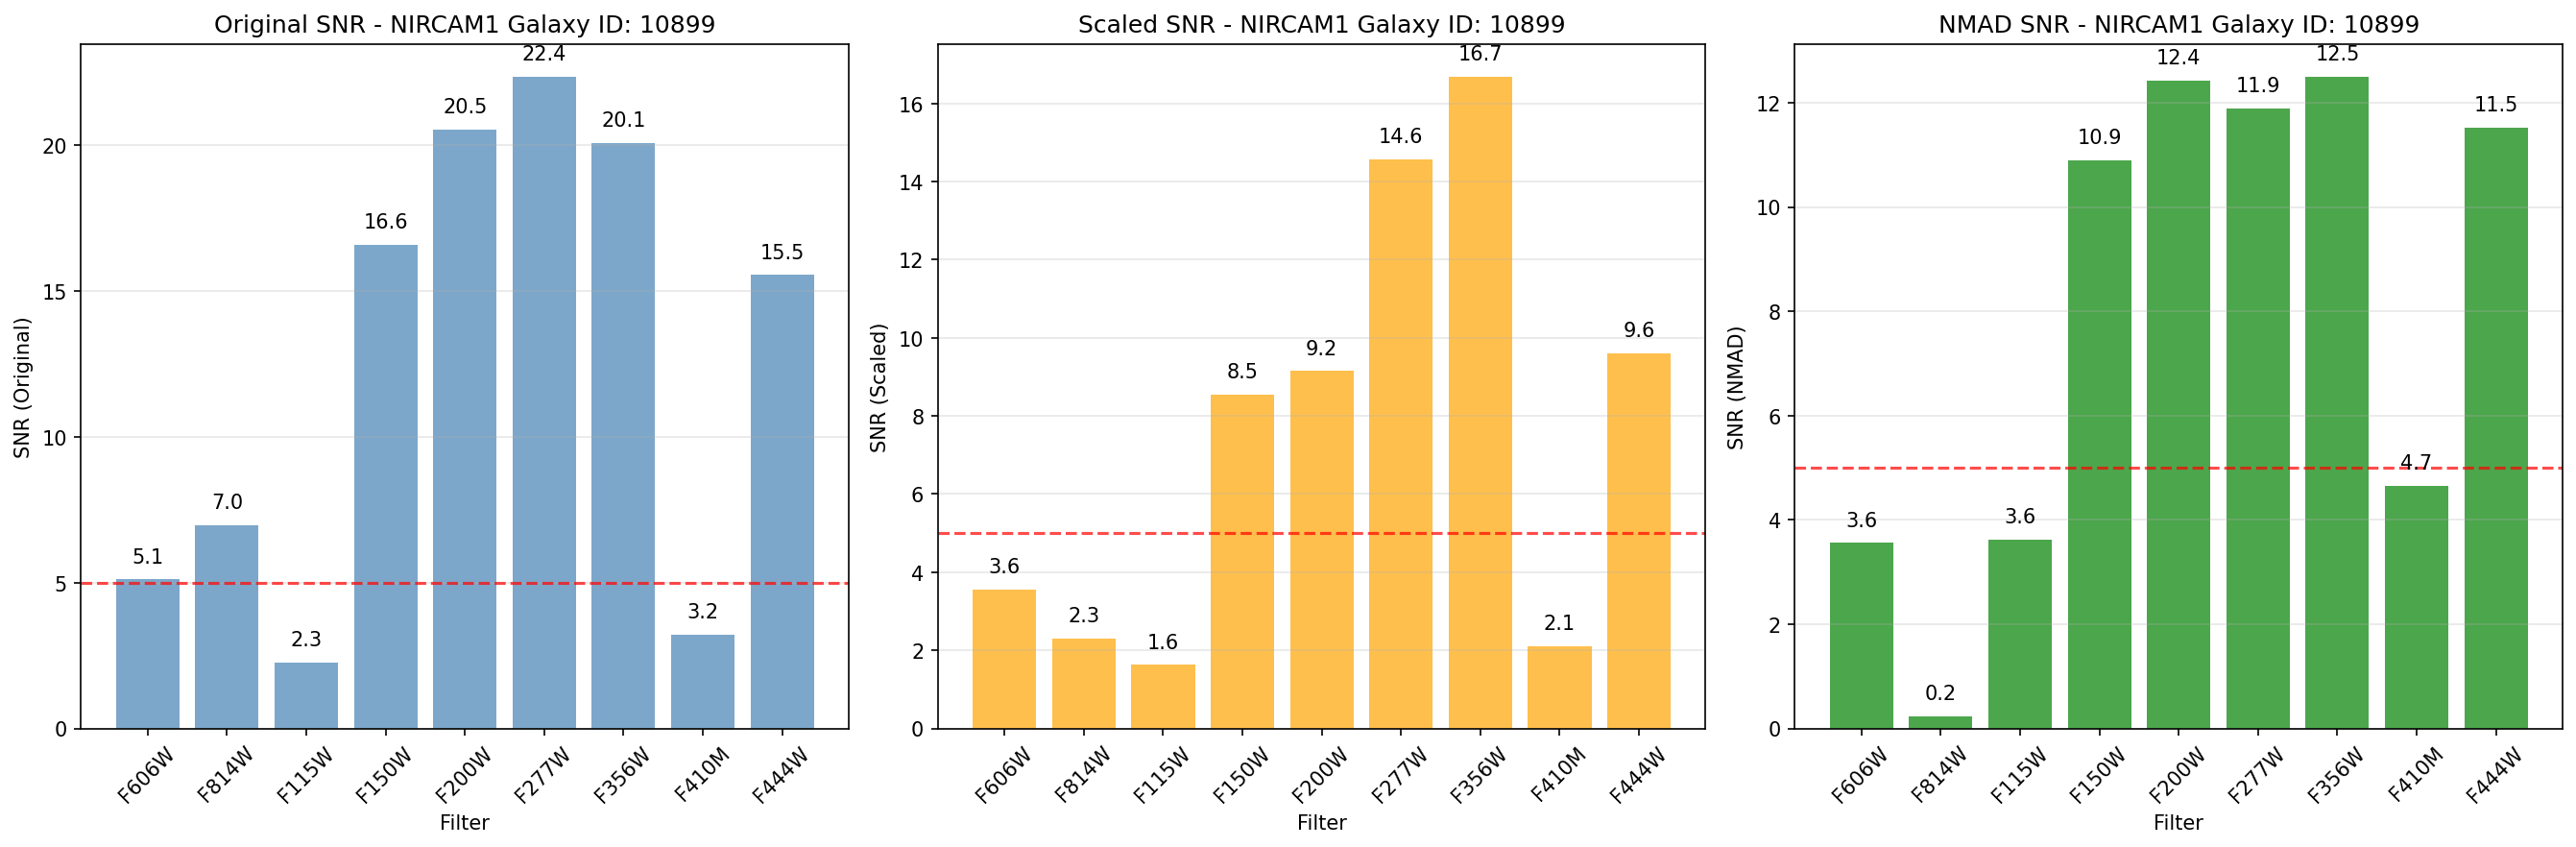 Original SNR - NIRCAM1 Galaxy ID: 10899
SNR (Original)
20
15
10
5
0
5.1
7.0
2.3
16.6
20.5
22.4
20.1
3.2
15.5
F606W
F814W
F115W
F150W
F200W
F277W
F356W
F410M
F444W
Filter
Scaled SNR - NIRCAM1 Galaxy ID: 10899
SNR (Scaled)
16
14
12
10
8
6
4
2
0
3.6
2.3
1.6
8.5
9.2
14.6
16.7
2.1
9.6
F606W
F814W
F115W
F150W
F200W
F277W
F356W
F410M
F444W
Filter
NMAD SNR - NIRCAM1 Galaxy ID: 10899
SNR (NMAD)
12
10
8
6
4
2
0
3.6
0.2
3.6
10.9
12.4
11.9
12.5
4.7
11.5
F606W
F814W
F115W
F150W
F200W
F277W
F356W
F410M
F444W
Filter